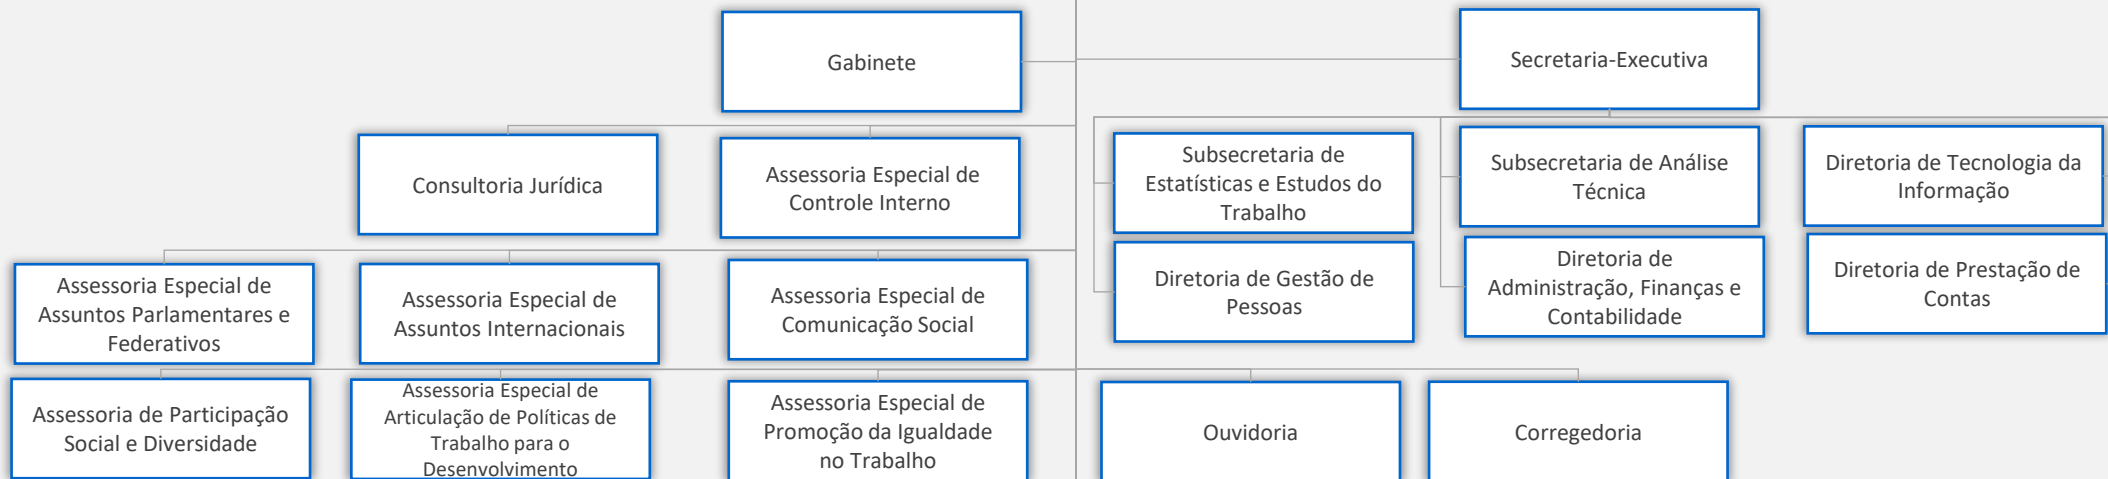 Gabinete
Secretaria-Executiva
Consultoria Jurídica
Assessoria Especial de
Controle Interno
Subsecretaria de
Estatísticas e Estudos do
Trabalho
Subsecretaria de Análise
Técnica
Diretoria de Tecnologia da
Informação
Assessoria Especial de
Assuntos Parlamentares e
Federativos
Assessoria Especial de
Assuntos Internacionais
Assessoria Especial de
Comunicação Social
Diretoria de Gestão de
Pessoas
Diretoria de
Administração, Finanças e
Contabilidade
Diretoria de Prestação de
Contas
Assessoria de Participação
Social e Diversidade
Assessoria Especial de
Articulação de Políticas de
Trabalho para o
Desenvolvimento
Assessoria Especial de
Promoção da Igualdade
no Trabalho
Ouvidoria
Corregedoria